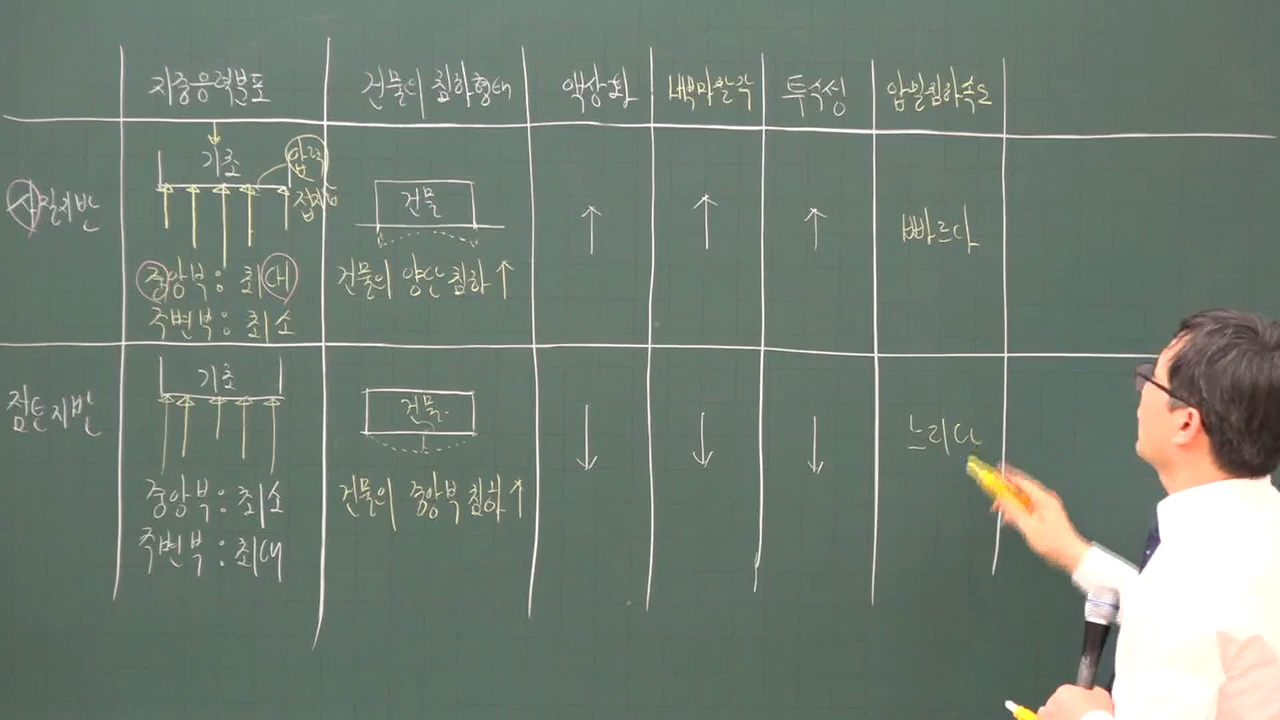 지중응력분포 건물의 침하형태 액상화 내부마찰각 투수성 압밀침하속도
사질지반
기초 압력
접지
중앙부 : 최대
주변부 : 최소
건물
건물의 양단 침하 ↑
↑ ↑ ↑ 빠르다
점토지반
기초
중앙부 : 최소
주변부 : 최대
건물
건물의 중앙부 침하 ↑
↓ ↓ ↓ 느리다